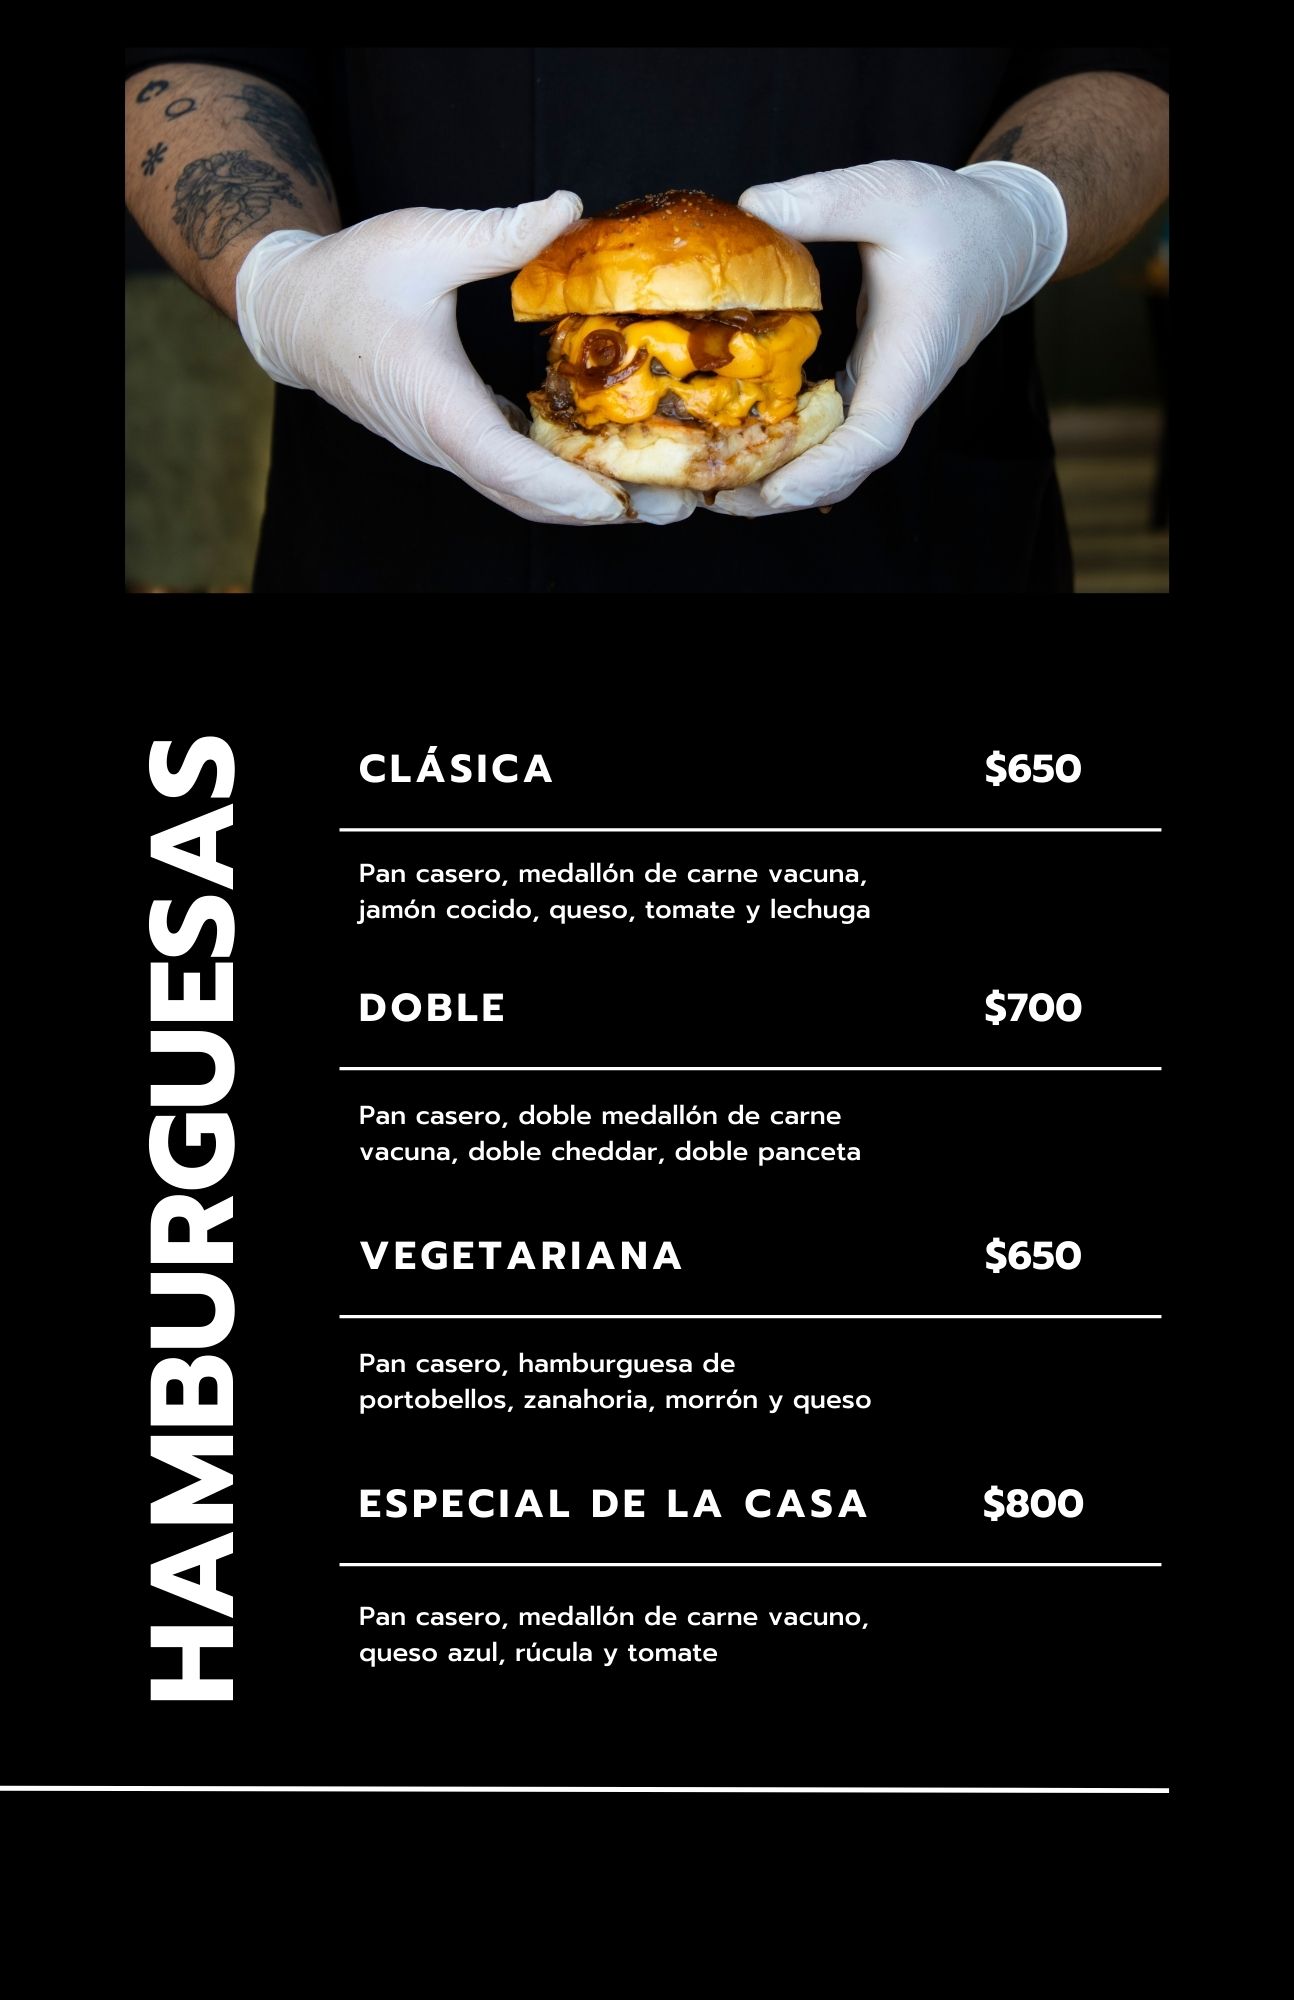 HAMBURGUESAS
CLÁSICA $650
Pan casero, medallón de carne vacuna,
jamón cocido, queso, tomate y lechuga
DOBLE $700
Pan casero, doble medallón de carne
vacuna, doble cheddar, doble panceta
VEGETARIANA $650
Pan casero, hamburguesa de
portobellos, zanahoria, morrón y queso
ESPECIAL DE LA CASA $800
Pan casero, medallón de carne vacuno,
queso azul, rúcula y tomate